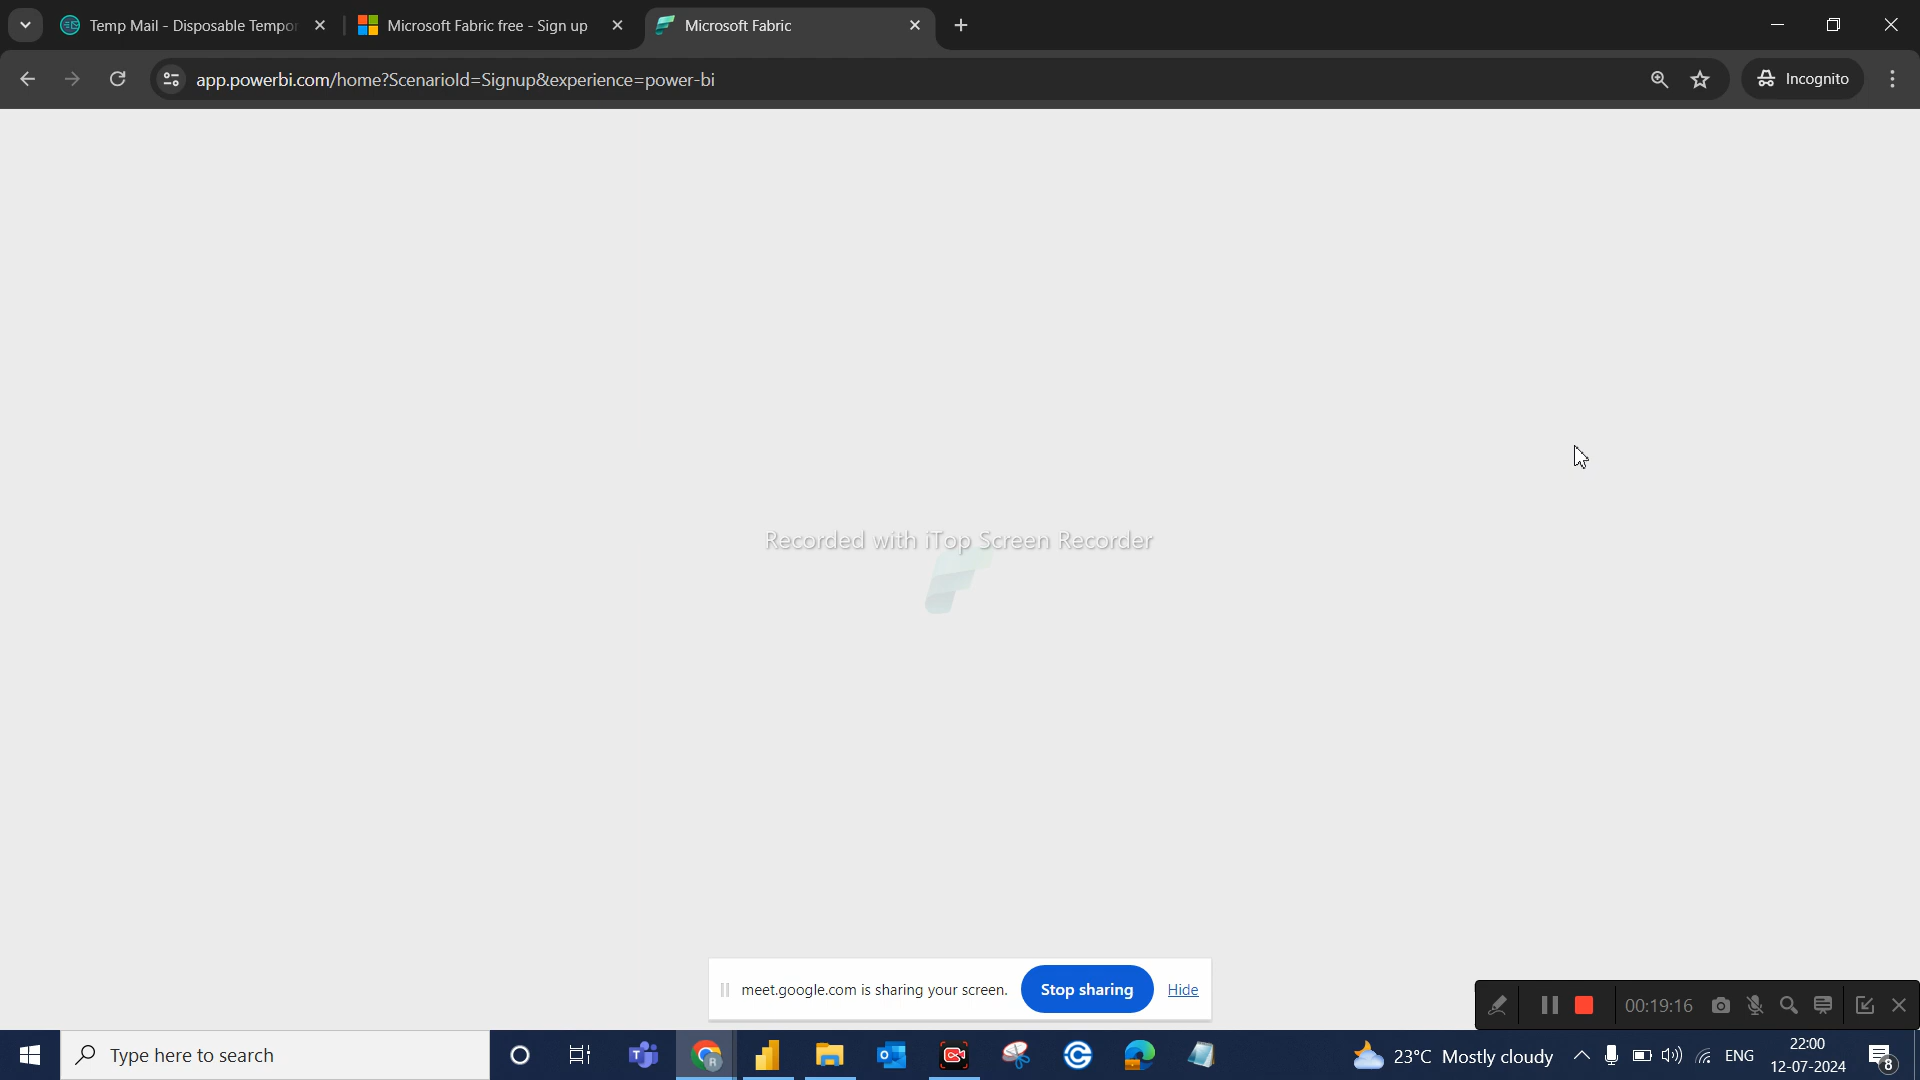 Temp Mail - Disposable Tempor
Microsoft Fabric free - Sign up
Microsoft Fabric
app.powerbi.com/home?ScenarioId=Signup&experience=power-bi
Incognito
Recorded with iTop Screen Recorder
meet.google.com is sharing your screen.
Stop sharing
Hide
00:19:16
Type here to search
23°C Mostly cloudy
ENG
22:00
12-07-2024
8